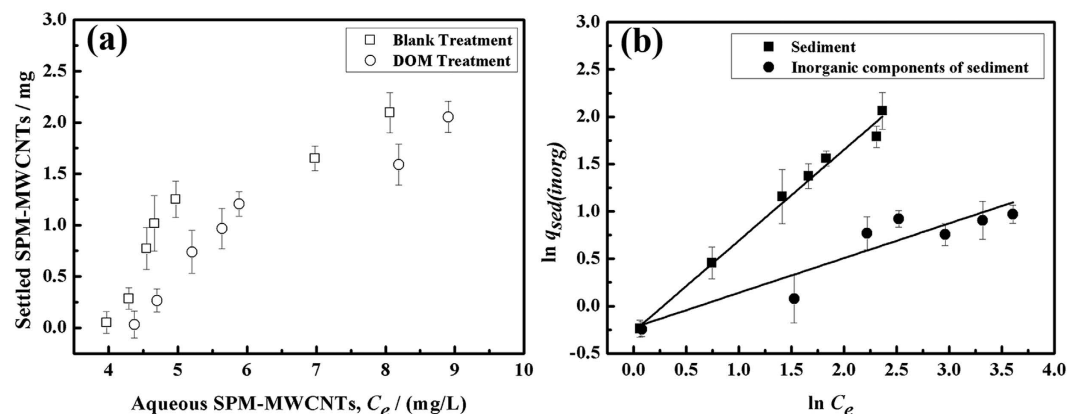 (a)
Blank Treatment
DOM Treatment
Settled SPM-MWCNTs / mg
3.0
2.5
2.0
1.5
1.0
0.5
0.0
4 5 6 7 8 9 10
Aqueous SPM-MWCNTs, Ce / (mg/L)
(b)
Sediment
Inorganic components of sediment
ln qsed(inorg)
3.0
2.5
2.0
1.5
1.0
0.5
0.0
-0.5
0.0 0.5 1.0 1.5 2.0 2.5 3.0 3.5 4.0
ln Ce